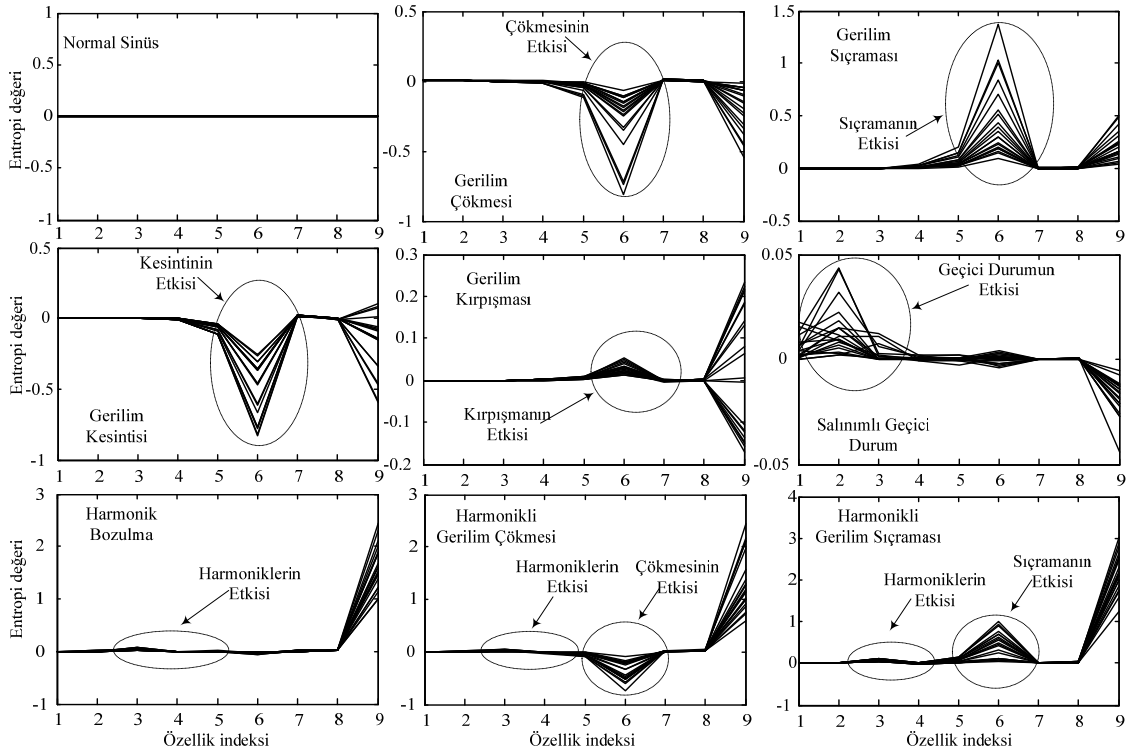 Entropi değeri
1
0.5
0
-0.5
-1
Normal Sinüs
1 2 3 4 5 6 7 8 9
0.5
0
-0.5
-1
Çökmesinin
Etkisi
Gerilim
Çökmesi
1 2 3 4 5 6 7 8 9
1.5
1
0.5
0
-0.5
Gerilim
Sıçraması
Sıçramanın
Etkisi
1 2 3 4 5 6 7 8 9
Entropi değeri
0.5
0
-0.5
-1
Kesintinin
Etkisi
Gerilim
Kesintisi
1 2 3 4 5 6 7 8 9
0.3
0.2
0.1
0
-0.1
-0.2
Gerilim
Kırpışması
Kırpışmanın
Etkisi
1 2 3 4 5 6 7 8 9
0.05
0
-0.05
Geçici Durumun
Etkisi
Salınımlı Geçici
Durum
1 2 3 4 5 6 7 8 9
Entropi değeri
3
2
1
0
-1
Harmonik
Bozulma
Harmoniklerin
Etkisi
1 2 3 4 5 6 7 8 9
Özellik indeksi
3
2
1
0
-1
Harmonikli
Gerilim Çökmesi
Harmoniklerin
Etkisi
Çökmesinin
Etkisi
1 2 3 4 5 6 7 8 9
Özellik indeksi
4
3
2
1
0
-1
Harmonikli
Gerilim Sıçraması
Harmoniklerin
Etkisi
Sıçramanın
Etkisi
1 2 3 4 5 6 7 8 9
Özellik indeksi